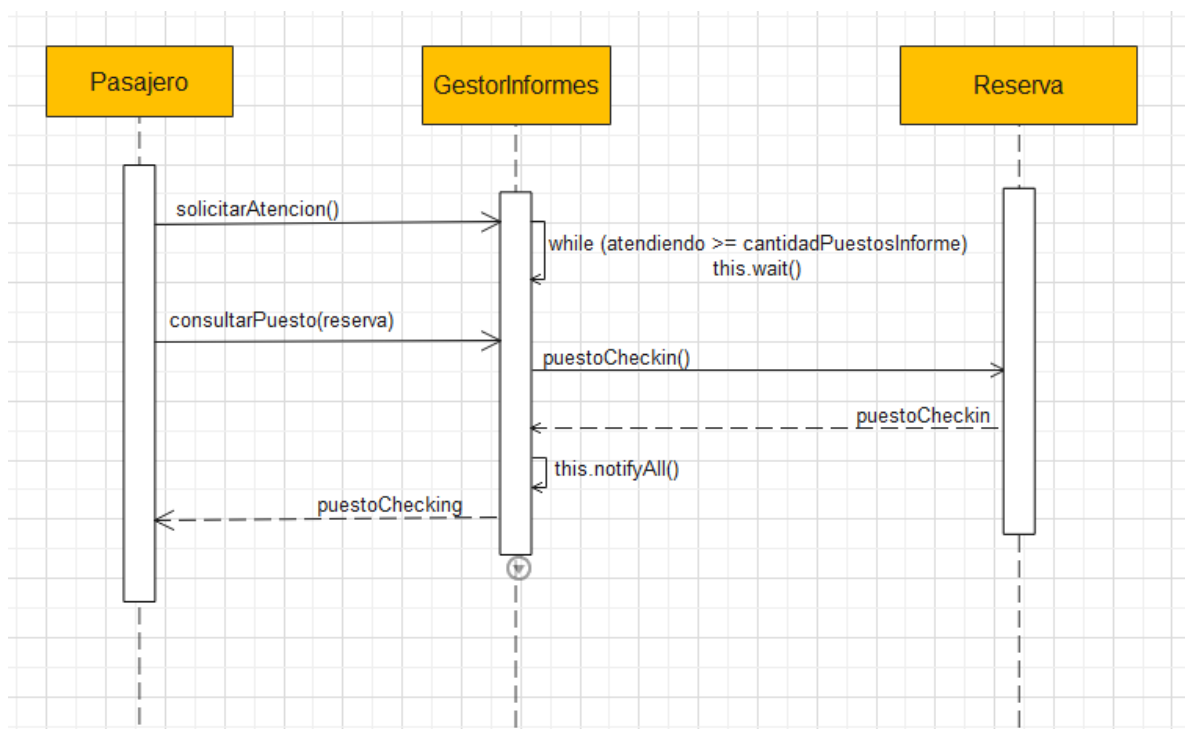 Pasajero
GestorInformes
Reserva
solicitarAtencion()
while (atendiendo >= cantidadPuestosInforme)
this.wait()
consultarPuesto(reserva)
puestoCheckin()
puestoCheckin
this.notifyAll()
puestoChecking